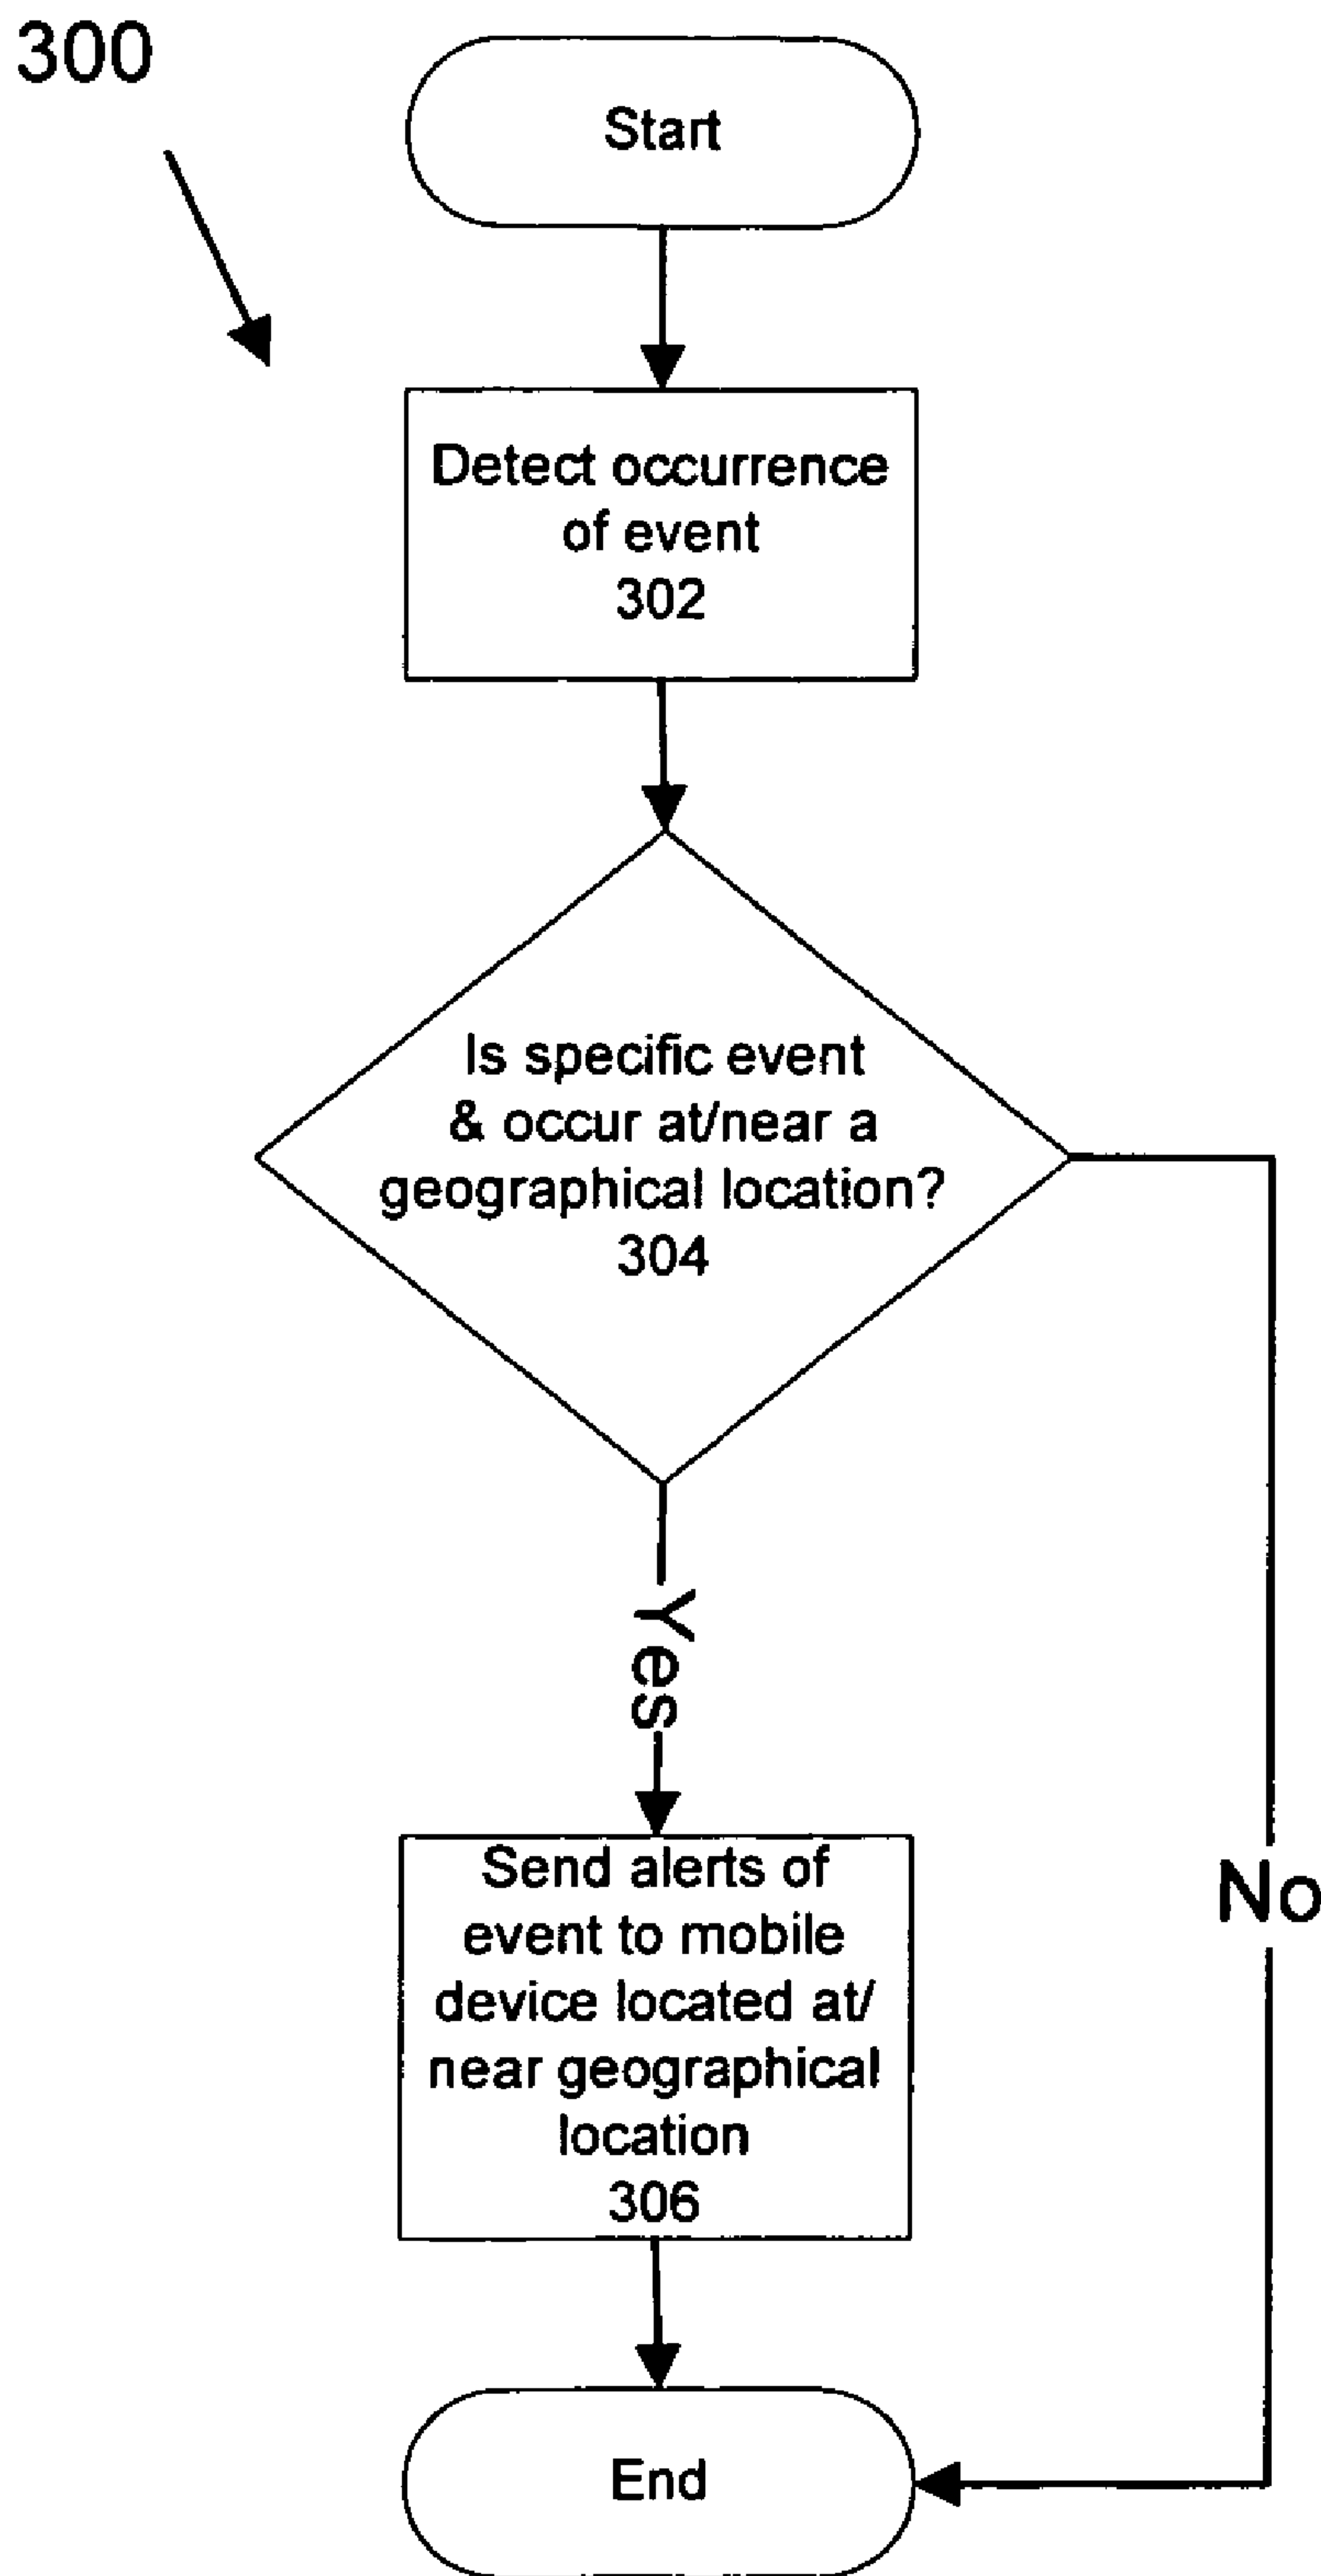 300
Start
Detect occurrence
of event
302
Is specific event
& occur at/near a
geographical location?
304
Yes
Send alerts of
event to mobile
device located at/
near geographical
location
306
No
End